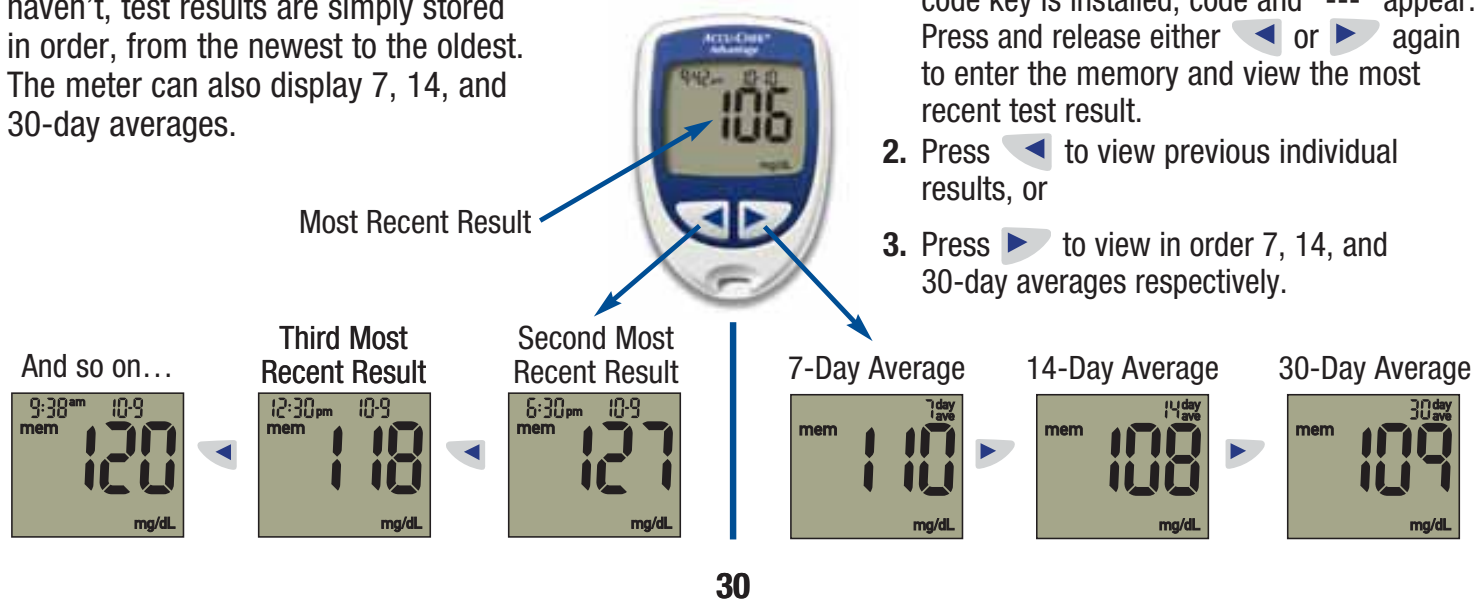 haven't, test results are simply stored
in order, from the newest to the oldest.
The meter can also display 7, 14, and
30-day averages.
ACCU-CHEK®
Advantage
9:42am 10-10
106
mg/dL
Most Recent Result
code key is installed, code and "---" appear.
Press and release either ◄ or ► again
to enter the memory and view the most
recent test result.
2. Press ◄ to view previous individual
results, or
3. Press ► to view in order 7, 14, and
30-day averages respectively.
And so on…
9:38am 10-9
mem
120
mg/dL
Third Most
Recent Result
12:30pm 10-9
mem
118
mg/dL
Second Most
Recent Result
6:30pm 10-9
mem
127
mg/dL
7-Day Average
7 day
ave
mem
110
mg/dL
14-Day Average
14 day
ave
mem
108
mg/dL
30-Day Average
30 day
ave
mem
109
mg/dL
30